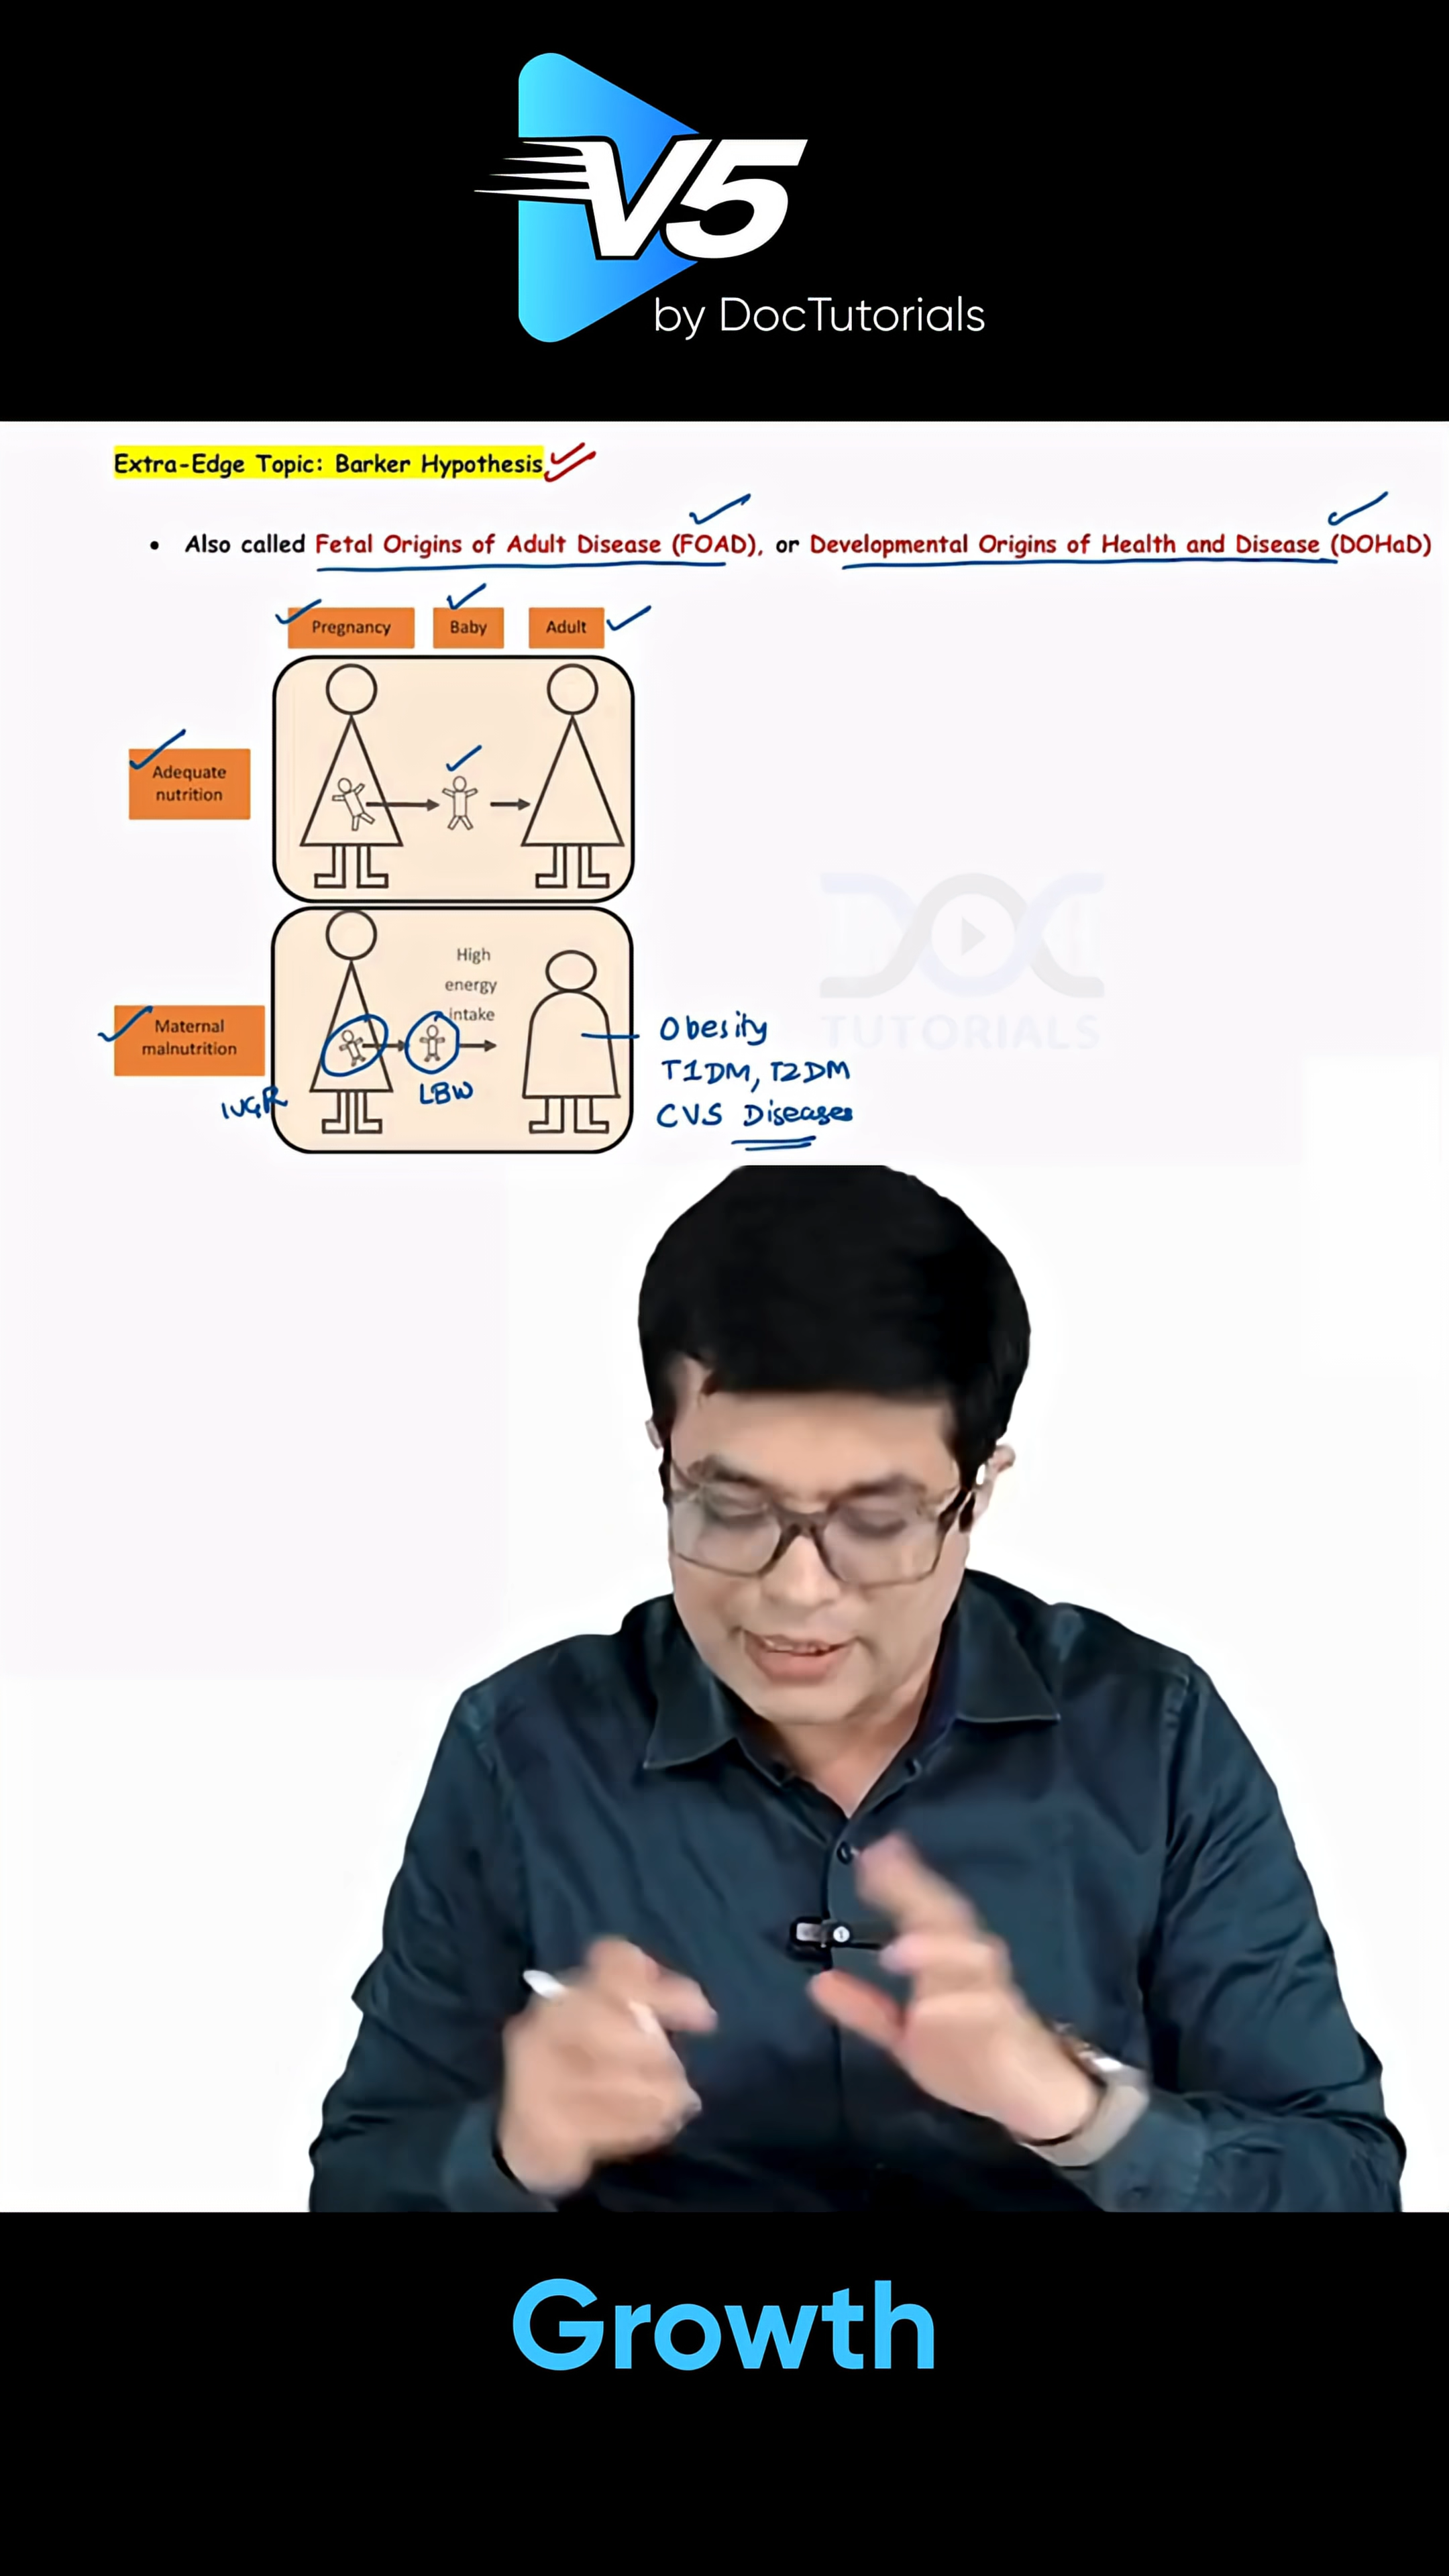 V5
by DocTutorials
Extra-Edge Topic: Barker Hypothesis
• Also called Fetal Origins of Adult Disease (FOAD), or Developmental Origins of Health and Disease (DOHaD)
Pregnancy Baby Adult
Adequate
nutrition
High
energy
intake
Maternal
malnutrition
IUGR
LBW
Obesity
T1DM, T2DM
CVS Diseases
DOC
TUTORIALS
Growth